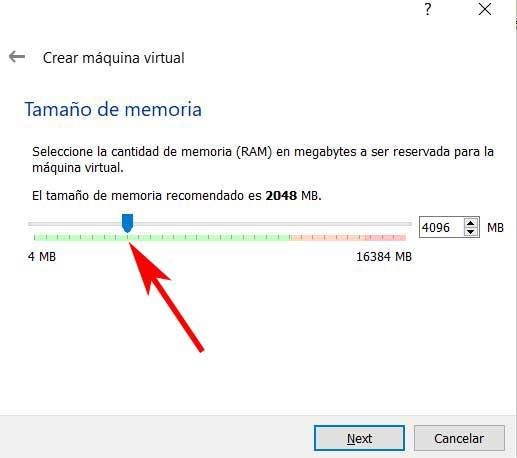 ?
Crear máquina virtual
Tamaño de memoria
Seleccione la cantidad de memoria (RAM) en megabytes a ser reservada para la
máquina virtual.
El tamaño de memoria recomendado es 2048 MB.
4096 MB
4 MB 16384 MB
Next Cancelar